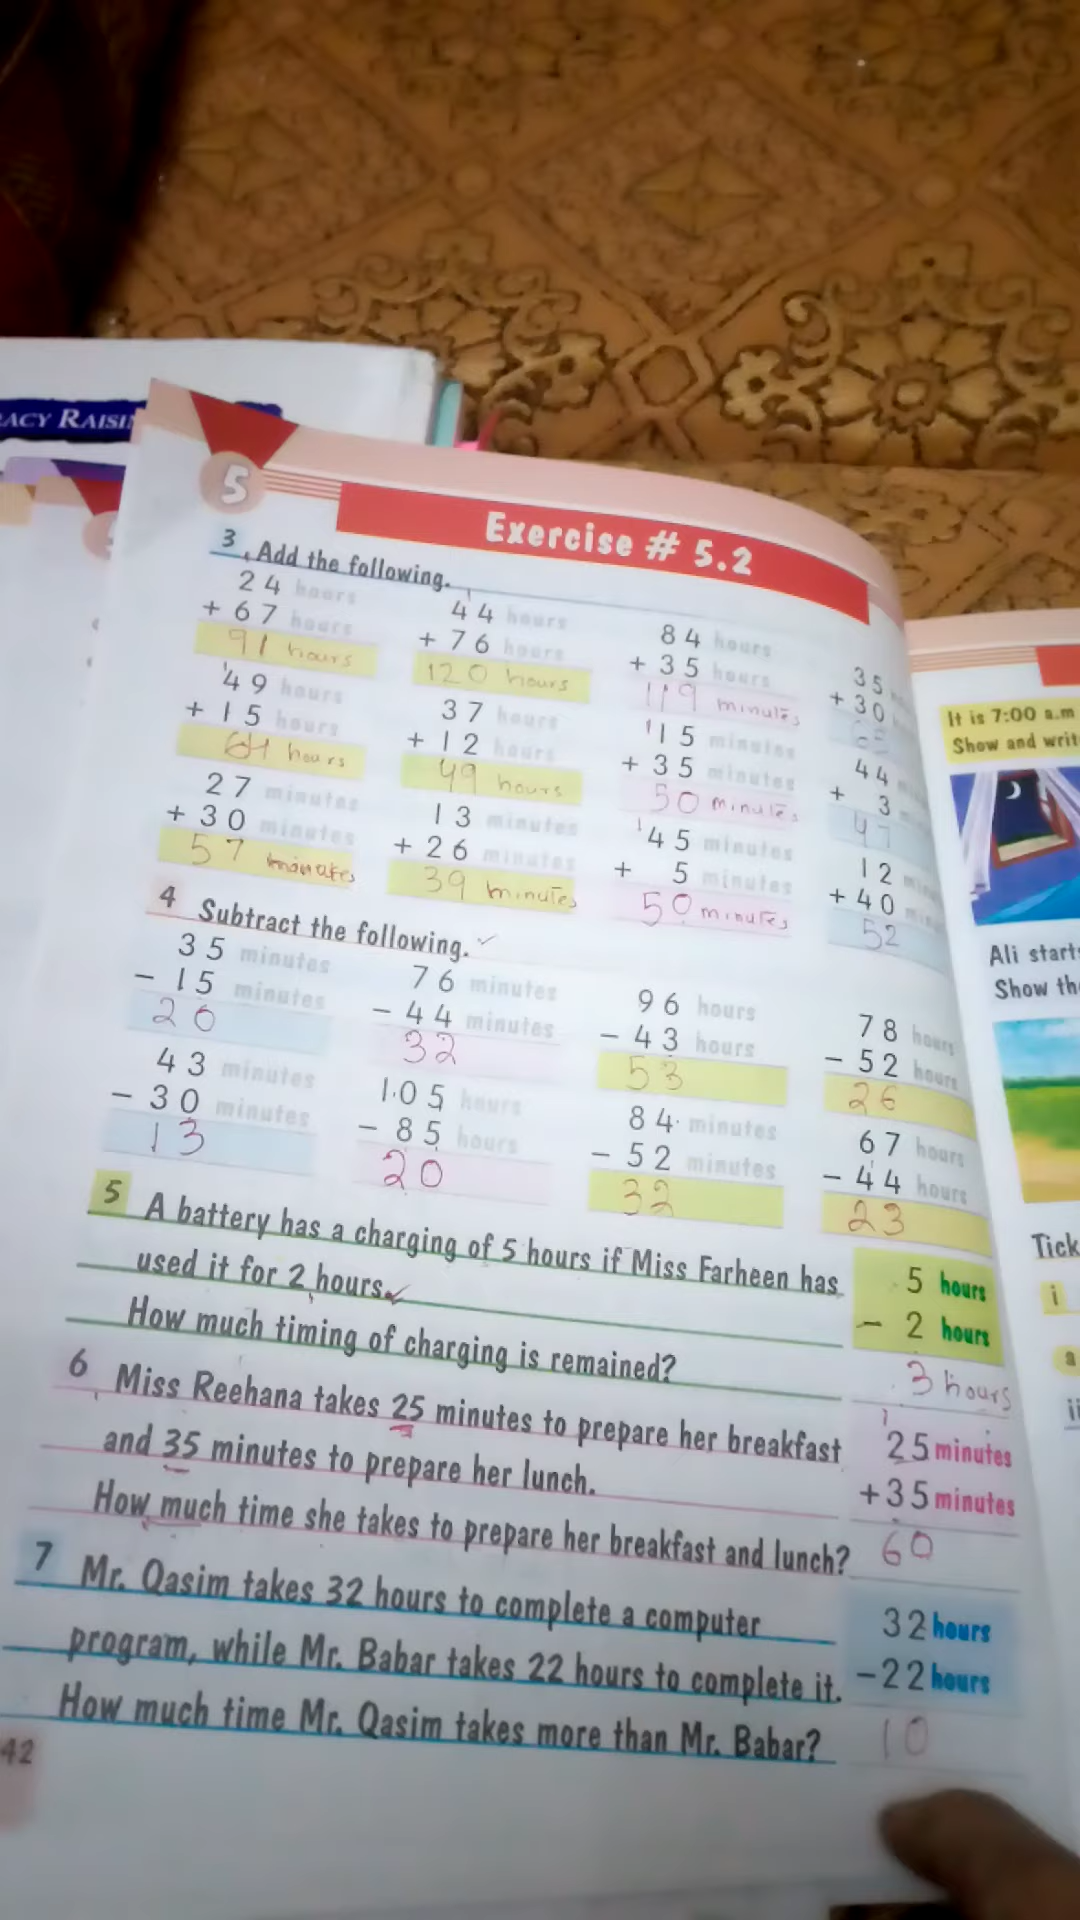 ACY RAISI
5
Exercise # 5.2
3 Add the following.
24 hours
+ 67 hours
91 hours
44 hours
+ 76 hours
120 hours
84 hours
+ 35 hours
119 minutes
35
+ 30
49 hours
+ 15 hours
64 hours
37 hours
+ 12 hours
49 hours
15 minutes
+ 35 minutes
50 minutes
44
+ 3
47
27 minutes
+ 30 minutes
57 minutes
13 minutes
+ 26 minutes
39 minutes
45 minutes
+ 5 minutes
50 minutes
12
+ 40
52
4 Subtract the following.
35 minutes
- 15 minutes
20
76 minutes
- 44 minutes
32
96 hours
- 43 hours
53
78 hours
- 52 hours
26
43 minutes
- 30 minutes
13
105 hours
- 85 hours
20
84 minutes
- 52 minutes
32
67 hours
- 44 hours
23
5 A battery has a charging of 5 hours if Miss Farheen has
used it for 2 hours.
How much timing of charging is remained?
5 hours
- 2 hours
3 hours
6 Miss Reehana takes 25 minutes to prepare her breakfast
and 35 minutes to prepare her lunch.
How much time she takes to prepare her breakfast and lunch?
25 minutes
+35 minutes
60
7 Mr. Qasim takes 32 hours to complete a computer
program, while Mr. Babar takes 22 hours to complete it.
How much time Mr. Qasim takes more than Mr. Babar?
32 hours
-22 hours
10
42
It is 7:00 a.m
Show and writ
Ali starts
Show th
Tick
i
a
ii